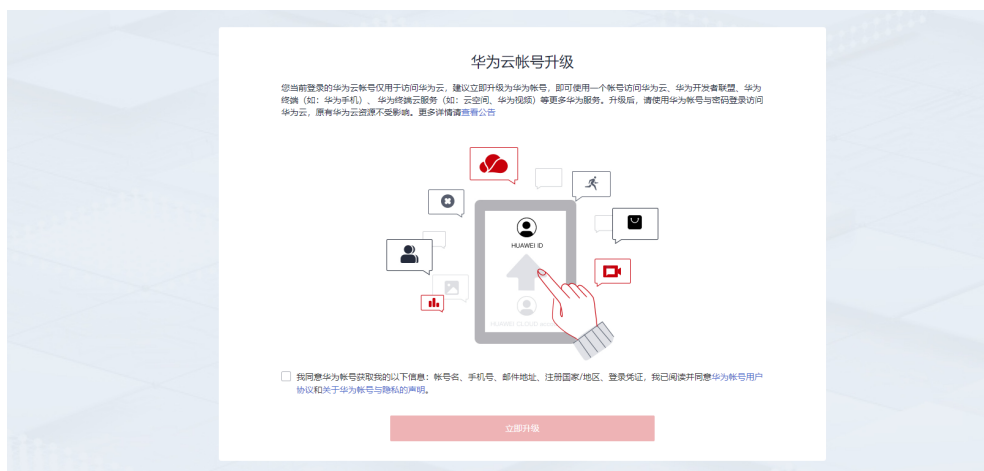 华为云帐号升级
您当前登录的华为云帐号仅用于访问华为云，建议立即升级为华为帐号，即可使用一个帐号访问华为云、华为开发者联盟、华为
终端（如：华为手机）、 华为终端云服务（如：云空间、华为视频）等更多华为服务。升级后，请使用华为帐号与密码登录访问
华为云，原有华为云资源不受影响。更多详情请查看公告
HUAWEI ID
HUAWEI CLOUD
我同意华为帐号获取我的以下信息：帐号名、手机号、邮件地址、注册国家/地区、登录凭证，我已阅读并同意华为帐号用户
协议和关于华为帐号与隐私的声明。
立即升级